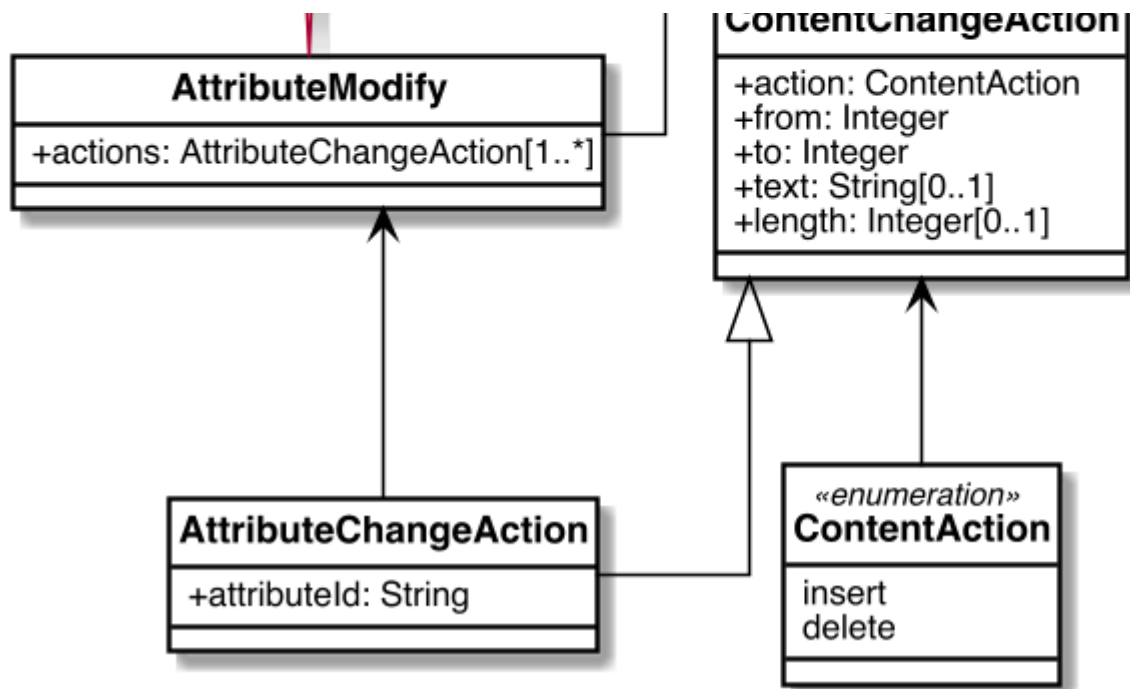 AttributeModify
+actions: AttributeChangeAction[1..*]
ContentChangeAction
+action: ContentAction
+from: Integer
+to: Integer
+text: String[0..1]
+length: Integer[0..1]
AttributeChangeAction
+attributeId: String
«enumeration»
ContentAction
insert
delete